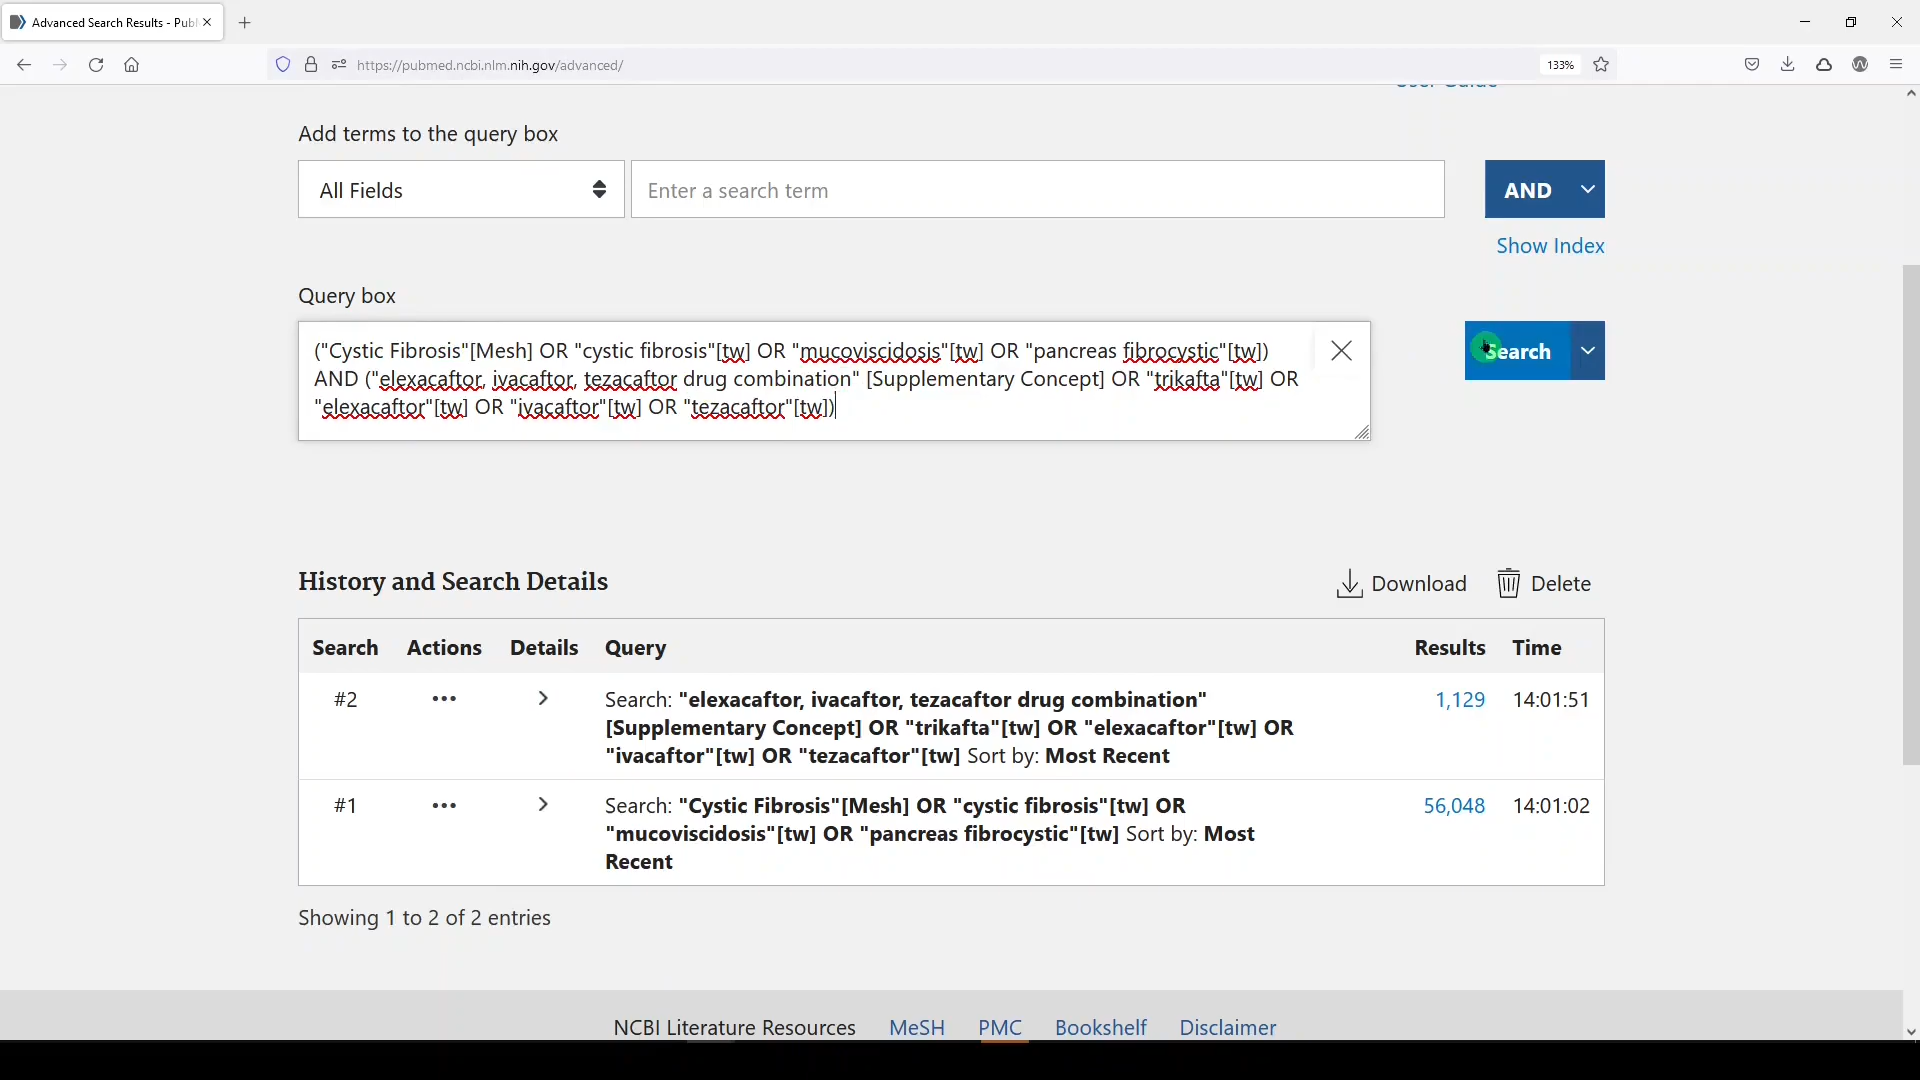 Advanced Search Results - Pub
https://pubmed.ncbi.nlm.nih.gov/advanced/
133%
User Guide
Add terms to the query box
All Fields
Enter a search term
AND
Show Index
Query box
("Cystic Fibrosis"[Mesh] OR "cystic fibrosis"[tw] OR "mucoviscidosis"[tw] OR "pancreas fibrocystic"[tw])
AND ("elexacaftor, ivacaftor, tezacaftor drug combination" [Supplementary Concept] OR "trikafta"[tw] OR
"elexacaftor"[tw] OR "ivacaftor"[tw] OR "tezacaftor"[tw])
Search
History and Search Details
Download
Delete
Search Actions Details Query Results Time
#2 Search: "elexacaftor, ivacaftor, tezacaftor drug combination" 1,129 14:01:51
[Supplementary Concept] OR "trikafta"[tw] OR "elexacaftor"[tw] OR
"ivacaftor"[tw] OR "tezacaftor"[tw] Sort by: Most Recent
#1 Search: "Cystic Fibrosis"[Mesh] OR "cystic fibrosis"[tw] OR 56,048 14:01:02
"mucoviscidosis"[tw] OR "pancreas fibrocystic"[tw] Sort by: Most
Recent
Showing 1 to 2 of 2 entries
NCBI Literature Resources MeSH PMC Bookshelf Disclaimer